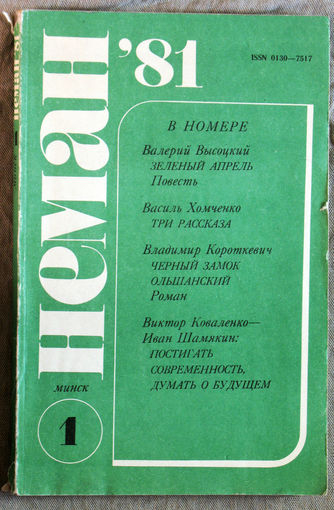 неман
'81
ISSN 0130—7517
В НОМЕРЕ
Валерий Высоцкий
ЗЕЛЕНЫЙ АПРЕЛЬ
Повесть
Василь Хомченко
ТРИ РАССКАЗА
Владимир Короткевич
ЧЕРНЫЙ ЗАМОК
ОЛЬШАНСКИЙ
Роман
Виктор Коваленко—
Иван Шамякин:
ПОСТИГАТЬ
СОВРЕМЕННОСТЬ,
ДУМАТЬ О БУДУЩЕМ
МИНСК
1